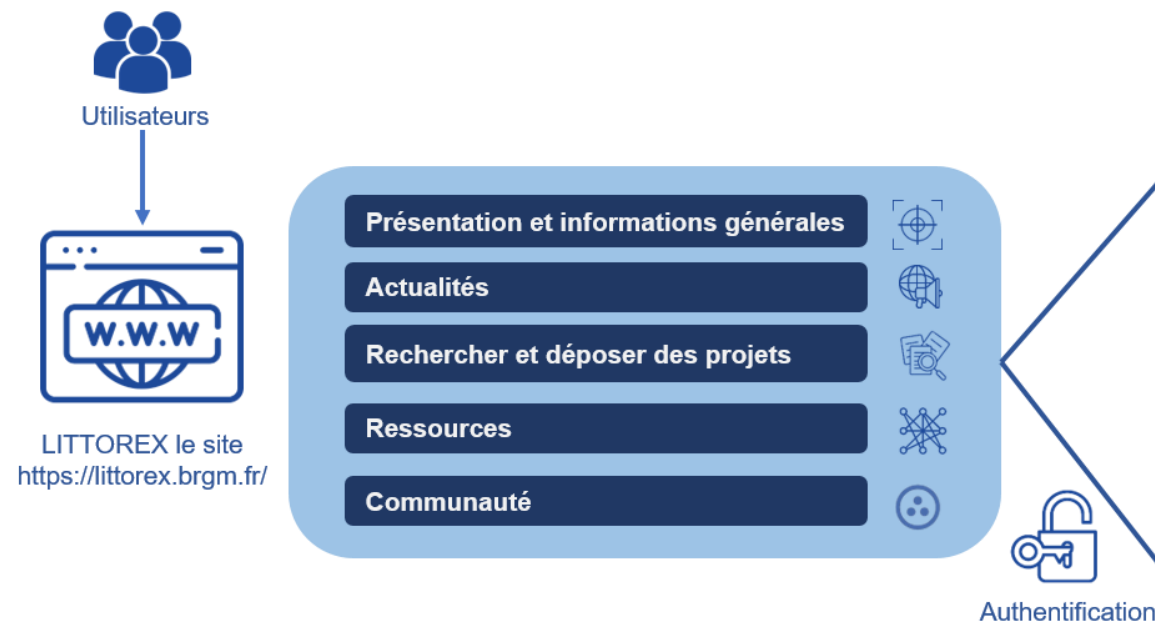 Utilisateurs
W.W.W
LITTOREX le site
https://littorex.brgm.fr/
Présentation et informations générales
Actualités
Rechercher et déposer des projets
Ressources
Communauté
Authentification